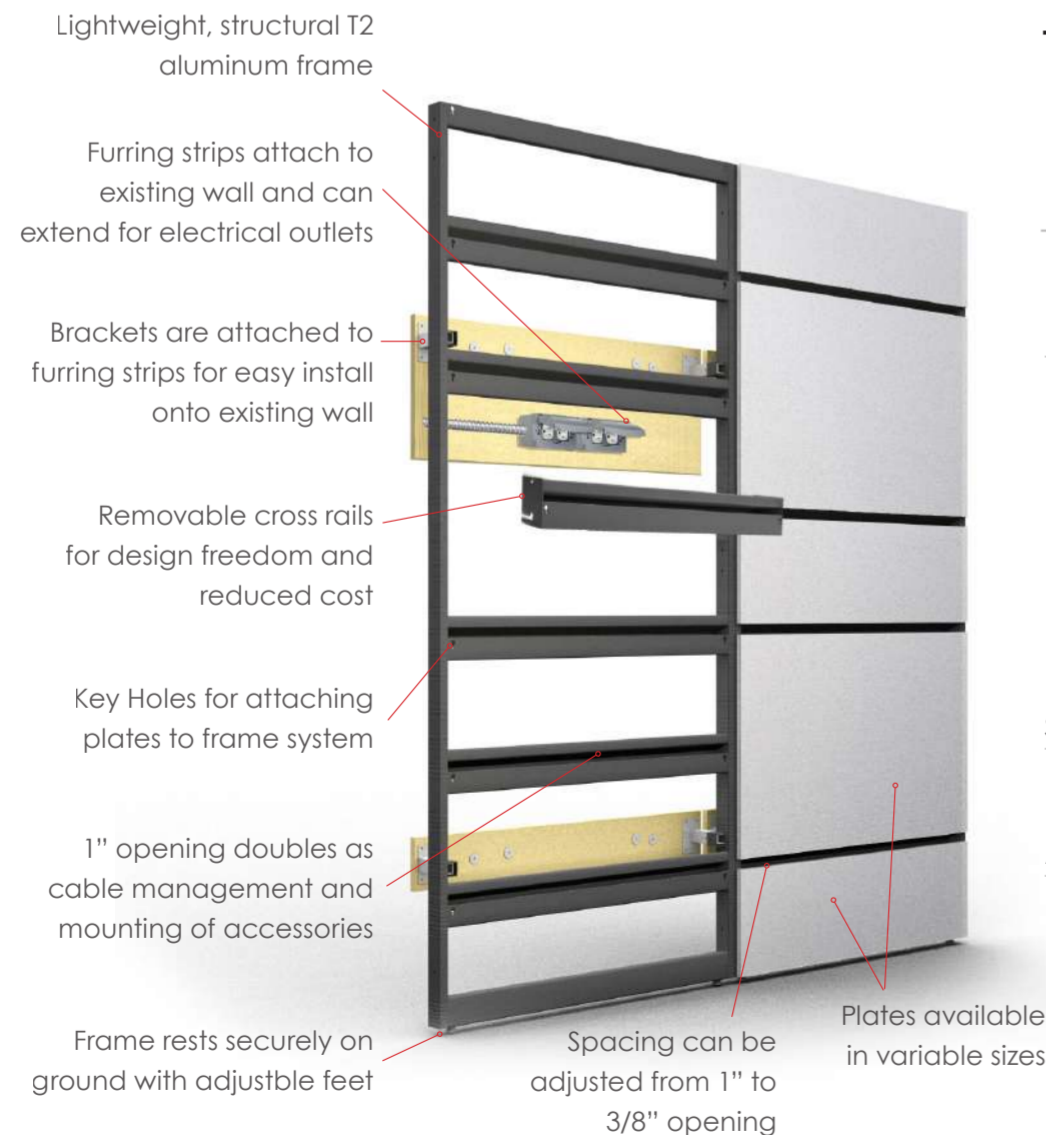 Lightweight, structural T2
aluminum frame
Furring strips attach to
existing wall and can
extend for electrical outlets
Brackets are attached to
furring strips for easy install
onto existing wall
Removable cross rails
for design freedom and
reduced cost
Key Holes for attaching
plates to frame system
1” opening doubles as
cable management and
mounting of accessories
Frame rests securely on
ground with adjustble feet
Spacing can be
adjusted from 1” to
3/8” opening
Plates available
in variable sizes